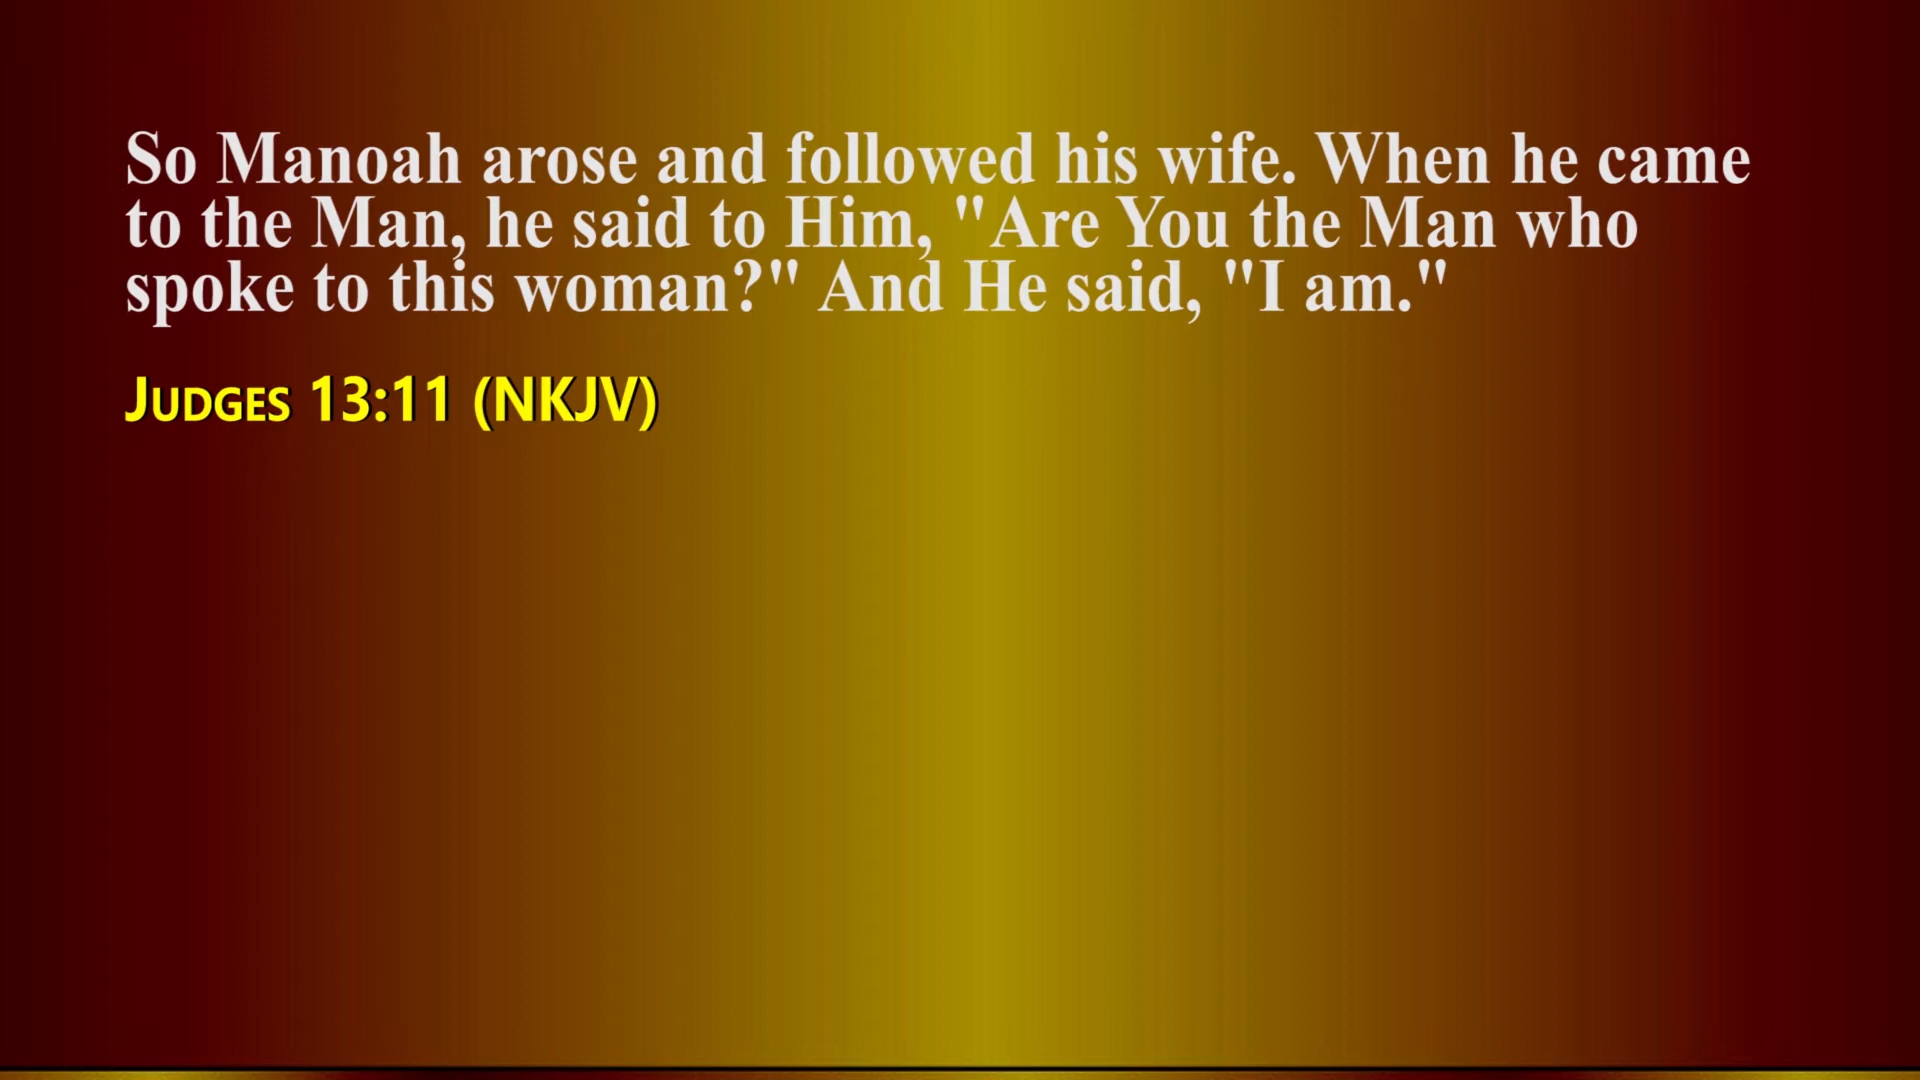 So Manoah arose and followed his wife. When he came
to the Man, he said to Him, "Are You the Man who
spoke to this woman?" And He said, "I am."
Judges 13:11 (NKJV)